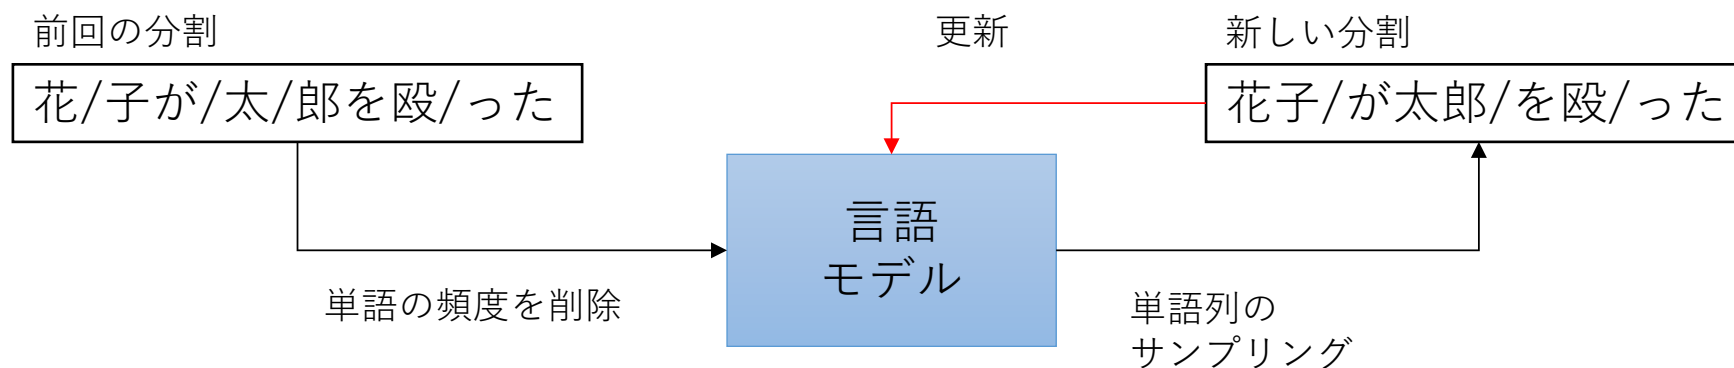 前回の分割
花/子が/太/郎を殴/った
単語の頻度を削除
言語
モデル
更新
新しい分割
花子/が太郎/を殴/った
単語列の
サンプリング